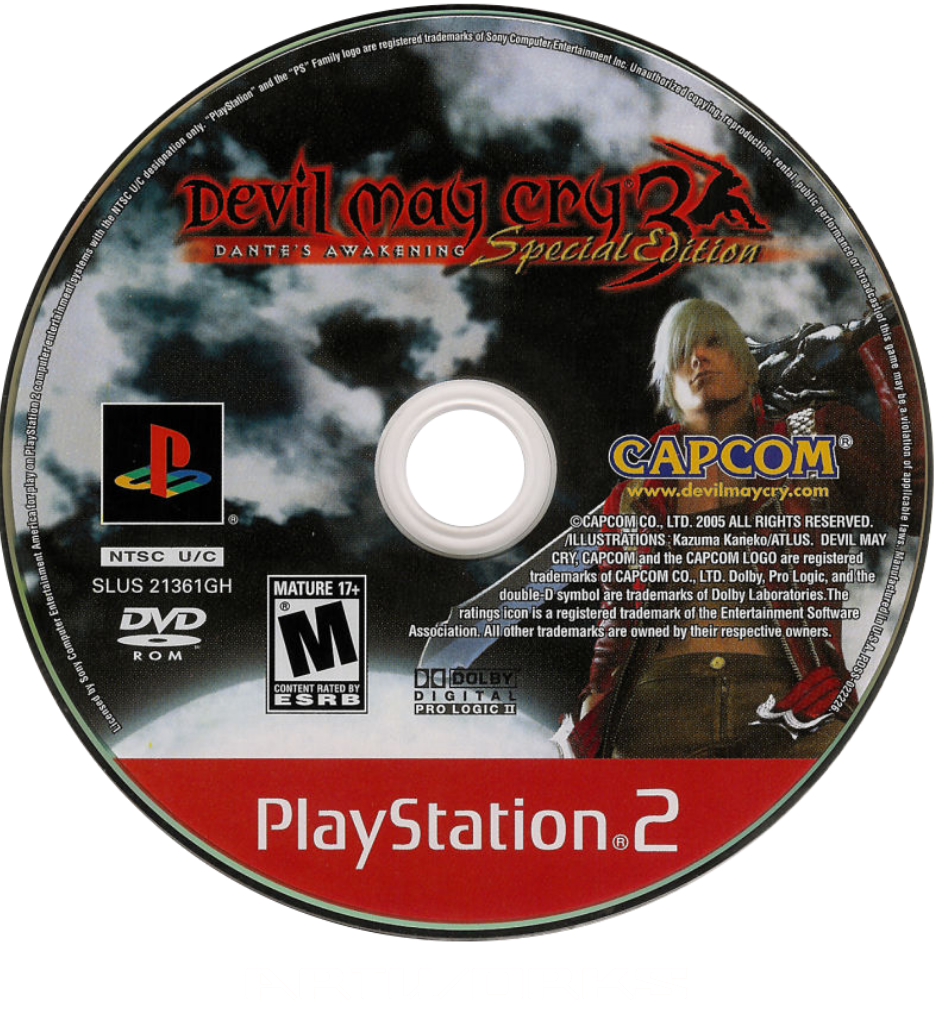 Licensed by Sony Computer Entertainment America for play on PlayStation 2 computer entertainment systems with the NTSC U/C designation only. "PlayStation" and the "PS" Family logo are registered trademarks of Sony Computer Entertainment Inc. Unauthorized copying, reproduction, rental, public performance or broadcast of this game may be a violation of applicable laws. Manufactured in U.S.A. PDSS-022226.
Devil may cry® 3
DANTE'S AWAKENING Special Edition
CAPCOM®
www.devilmaycry.com
©CAPCOM CO., LTD. 2005 ALL RIGHTS RESERVED.
/ILLUSTRATIONS: Kazuma Kaneko/ATLUS. DEVIL MAY
CRY, CAPCOM and the CAPCOM LOGO are registered
trademarks of CAPCOM CO., LTD. Dolby, Pro Logic, and the
double-D symbol are trademarks of Dolby Laboratories.The
ratings icon is a registered trademark of the Entertainment Software
Association. All other trademarks are owned by their respective owners.
®
NTSC U/C
SLUS 21361GH
DVD™
ROM
MATURE 17+
®
M
CONTENT RATED BY
ESRB
DOLBY
DIGITAL
PRO LOGIC II
PlayStation®2